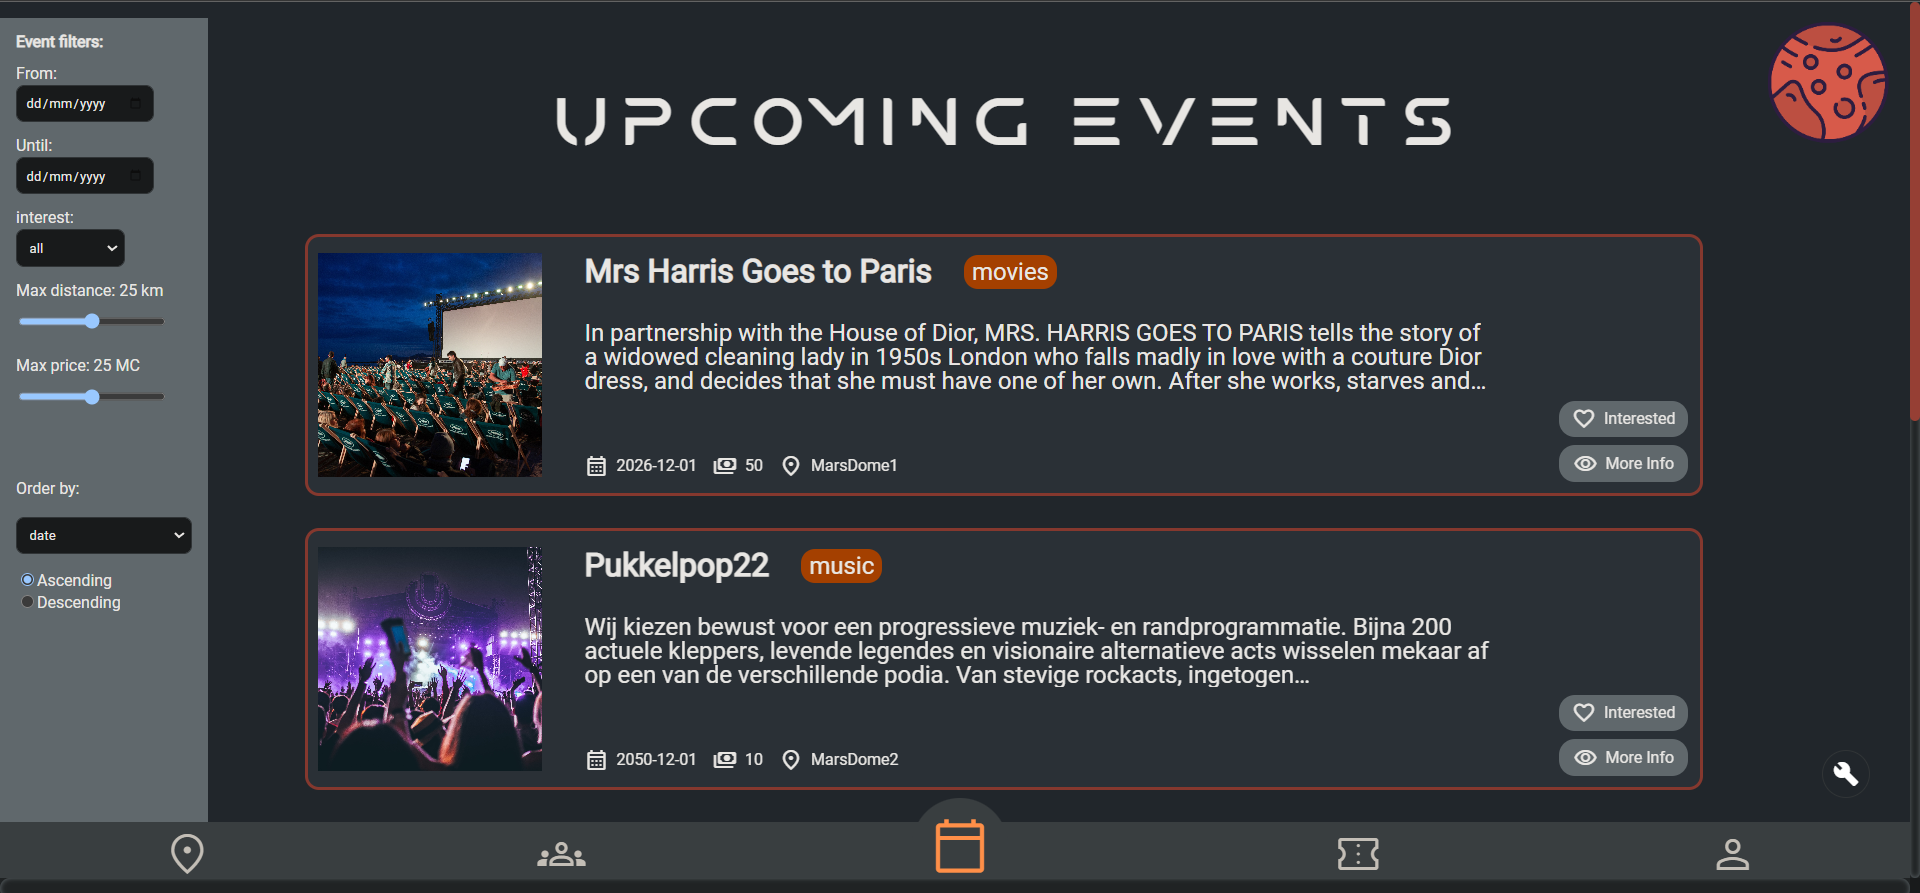 Event filters:
From:
dd/mm/yyyy
Until:
dd/mm/yyyy
interest:
all
Max distance: 25 km
Max price: 25 MC
Order by:
date
Ascending
Descending
UPCOMING EVENTS
Mrs Harris Goes to Paris movies
In partnership with the House of Dior, MRS. HARRIS GOES TO PARIS tells the story of
a widowed cleaning lady in 1950s London who falls madly in love with a couture Dior
dress, and decides that she must have one of her own. After she works, starves and...
2026-12-01 50 MarsDome1
Interested
More Info
Pukkelpop22 music
Wij kiezen bewust voor een progressieve muziek- en randprogrammatie. Bijna 200
actuele kleppers, levende legendes en visionaire alternatieve acts wisselen mekaar af
op een van de verschillende podia. Van stevige rockacts, ingetogen...
2050-12-01 10 MarsDome2
Interested
More Info